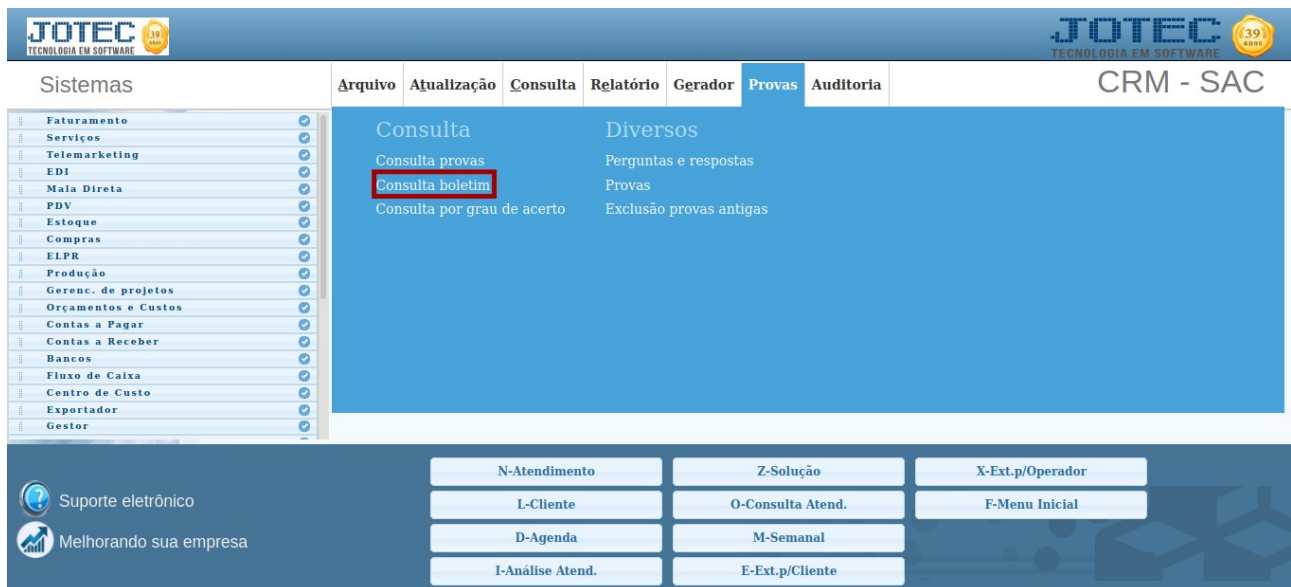 JOTEC 39 anos
TECNOLOGIA EM SOFTWARE
JOTEC 39 anos
TECNOLOGIA EM SOFTWARE
Sistemas
Arquivo Atualização Consulta Relatório Gerador Provas Auditoria
CRM - SAC
Faturamento
Serviços
Telemarketing
EDI
Mala Direta
PDV
Estoque
Compras
ELPR
Produção
Gerenc. de projetos
Orçamentos e Custos
Contas a Pagar
Contas a Receber
Bancos
Fluxo de Caixa
Centro de Custo
Exportador
Gestor
Consulta
Consulta provas
Consulta boletim
Consulta por grau de acerto
Diversos
Perguntas e respostas
Provas
Exclusão provas antigas
Suporte eletrônico
Melhorando sua empresa
N-Atendimento Z-Solução X-Ext.p/Operador
L-Cliente O-Consulta Atend. F-Menu Inicial
D-Agenda M-Semanal
I-Análise Atend. E-Ext.p/Cliente